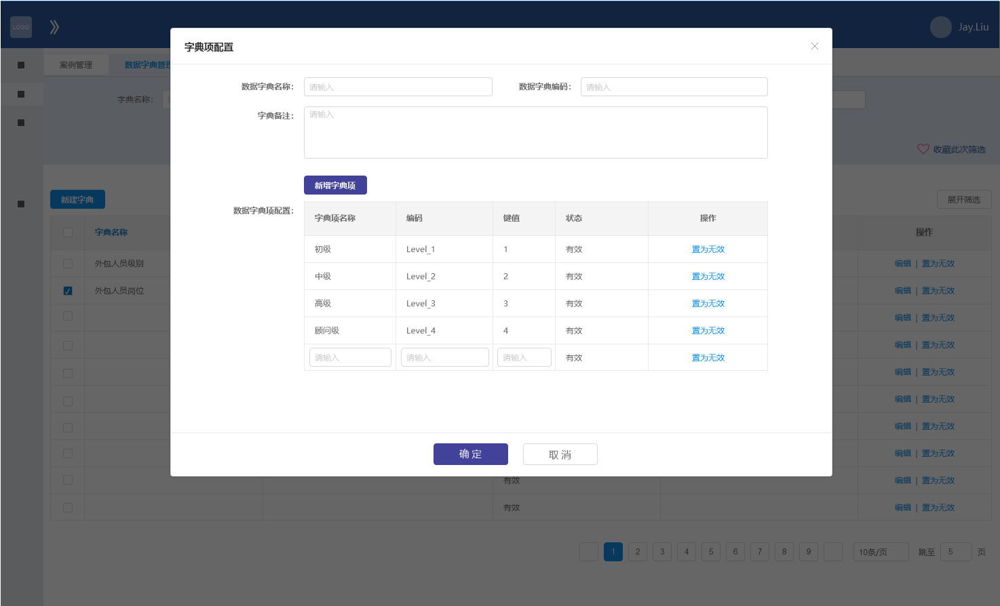 LOGO
Jay.Liu
字典项配置
案例管理
数据字典管理
数据字典名称：
请输入
数据字典编码：
请输入
字典名称：
字典备注：
请输入
收藏此次筛选
新增字典项
新建字典
展开筛选
数据字典项配置：
字典项名称 编码 键值 状态 操作
初级 Level_1 1 有效 置为无效
中级 Level_2 2 有效 置为无效
高级 Level_3 3 有效 置为无效
顾问级 Level_4 4 有效 置为无效
请输入 请输入 请输入 有效 置为无效
字典名称 操作
外包人员级别 编辑 | 置为无效
外包人员岗位 编辑 | 置为无效
编辑 | 置为无效
编辑 | 置为无效
编辑 | 置为无效
编辑 | 置为无效
编辑 | 置为无效
确 定
取 消
编辑 | 置为无效
有效 编辑 | 置为无效
有效 编辑 | 置为无效
1 2 3 4 5 6 7 8 9 10条/页 跳至 5 页